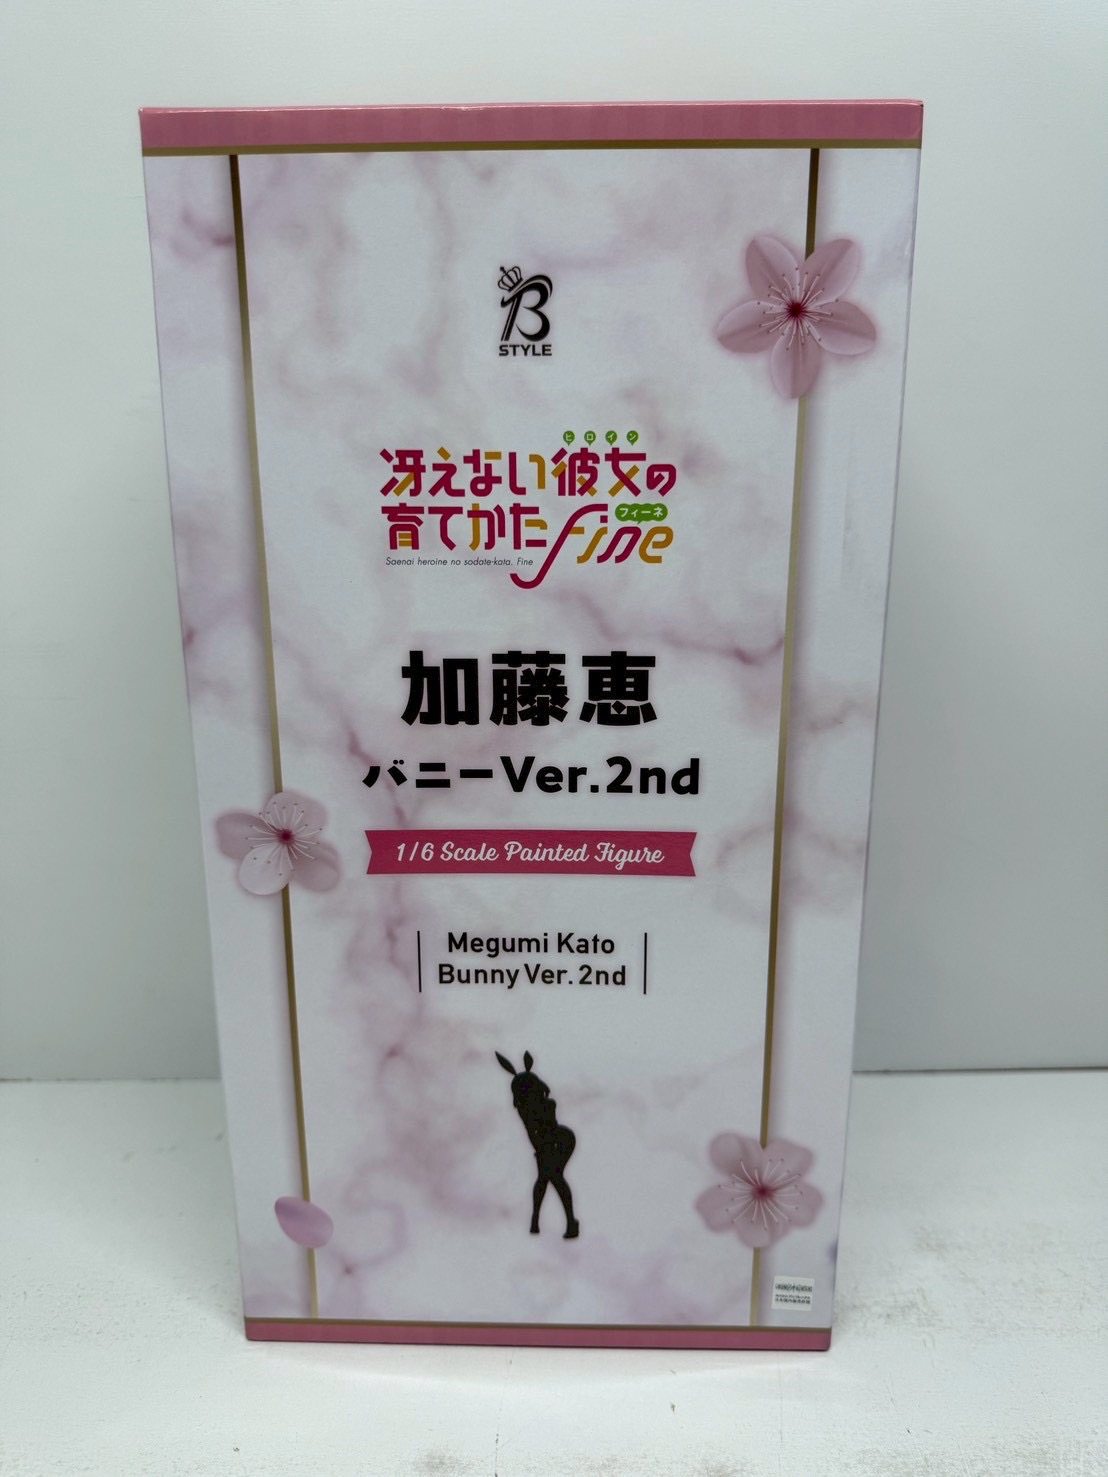 B
STYLE
ヒロイン
冴えない彼女の
育てかたfine
フィーネ
Saenai heroine no sodate-kata. Fine
加藤恵
バニーVer.2nd
1/6 Scale Painted Figure
Megumi Kato
Bunny Ver. 2nd